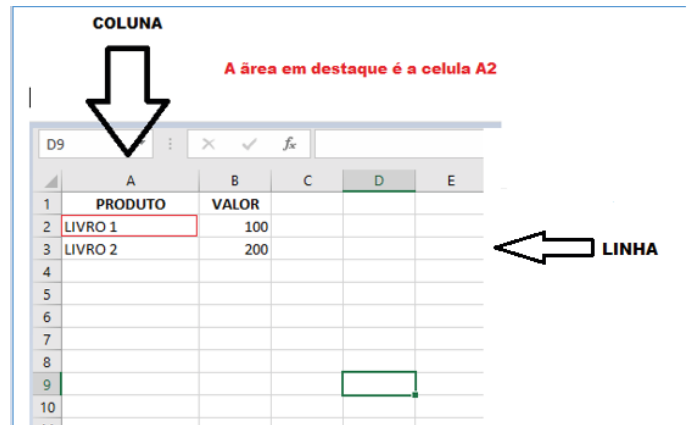 COLUNA
A ãrea em destaque é a celula A2
D9 fx
A B C D E
1 PRODUTO VALOR
2 LIVRO 1 100
3 LIVRO 2 200
LINHA
4
5
6
7
8
9
10